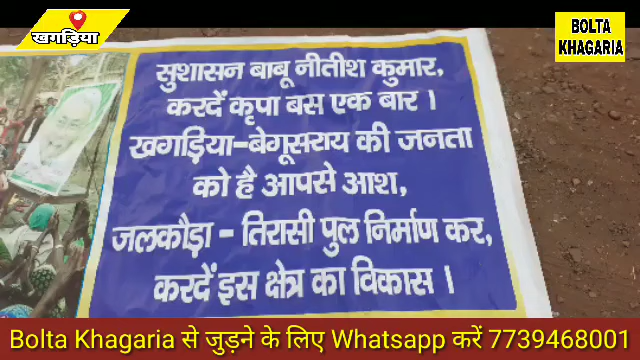 खगड़िया
BOLTA
KHAGARIA
सुशासन बाबू नीतीश कुमार,
करदें कृपा बस एक बार ।
खगड़िया-बेगूसराय की जनता
को है आपसे आश,
जलकौड़ा - तिरासी पुल निर्माण कर,
करदें इस क्षेत्र का विकास ।
Bolta Khagaria से जुड़ने के लिए Whatsapp करें 7739468001